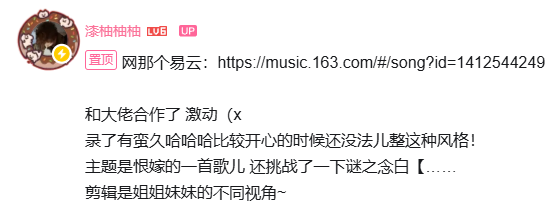 漆柚柚柚 LV6 UP
置顶 网那个易云：https://music.163.com/#/song?id=1412544249
和大佬合作了 激动（x
录了有蛮久哈哈哈比较开心的时候还没法儿整这种风格！
主题是恨嫁的一首歌儿 还挑战了一下谜之念白【……
剪辑是姐姐妹妹的不同视角~